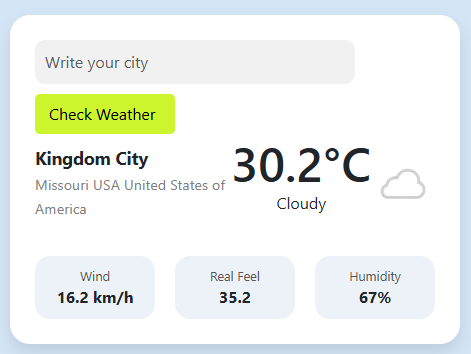 Write your city
Check Weather
Kingdom City
Missouri USA United States of
America
30.2°C
Cloudy
Wind
16.2 km/h
Real Feel
35.2
Humidity
67%